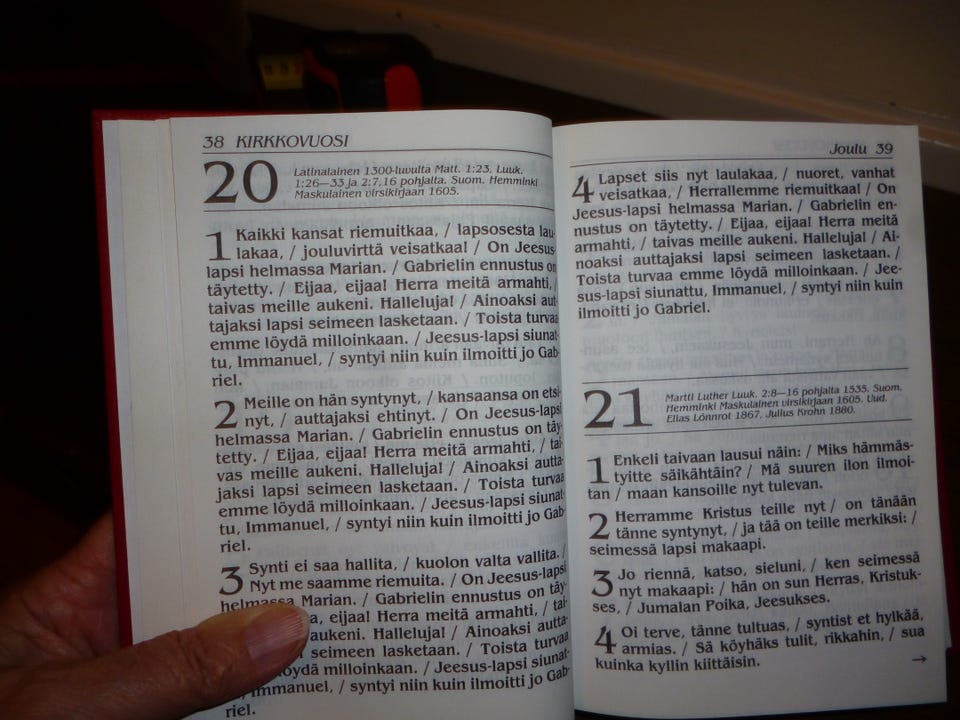 38 KIRKKOVUOSI
20
Latinalainen 1300-luvulta Matt. 1:23, Luuk.
1:26—33 ja 2:7,16 pohjalta. Suom. Hemminki
Maskulainen virsikirjaan 1605.
1 Kaikki kansat riemuitkaa, / lapsosesta lau-
lakaa, / jouluvirttä veisatkaa! / On Jeesus-
lapsi helmassa Marian. / Gabrielin ennustus on
täytetty. / Eijaa, eijaa! Herra meitä armahti, /
taivas meille aukeni. Halleluja! / Ainoaksi aut-
tajaksi lapsi seimeen lasketaan. / Toista turvaa
emme löydä milloinkaan. / Jeesus-lapsi siunat-
tu, Immanuel, / syntyi niin kuin ilmoitti jo Gab-
riel.
2 Meille on hän syntynyt, / kansaansa on etsi-
nyt, / auttajaksi ehtinyt. / On Jeesus-lapsi
helmassa Marian. / Gabrielin ennustus on täy-
tetty. / Eijaa, eijaa! Herra meitä armahti, / tai-
vas meille aukeni. Halleluja! / Ainoaksi autta-
jaksi lapsi seimeen lasketaan. / Toista turvaa
emme löydä milloinkaan. / Jeesus-lapsi siunat-
tu, Immanuel, / syntyi niin kuin ilmoitti jo Gab-
riel.
3 Synti ei saa hallita, / kuolon valta vallita. /
Nyt me saamme riemuita. / On Jeesus-lapsi
helmassa Marian. / Gabrielin ennustus on täy-
eijaa! Herra meitä armahti, / tai-
aukeni. Halleluja! / Ainoaksi autta-
seimeen lasketaan. / Toista turvaa
löydä milloinkaan. / Jeesus-lapsi siunat-
Immanuel, / syntyi niin kuin ilmoitti jo Gab-
riel.
Joulu 39
4 Lapset siis nyt laulakaa, / nuoret, vanhat
veisatkaa, / Herrallemme riemuitkaa! / On
Jeesus-lapsi helmassa Marian. / Gabrielin en-
nustus on täytetty. / Eijaa, eijaa! Herra meitä
armahti, / taivas meille aukeni. Halleluja! / Ai-
noaksi auttajaksi lapsi seimeen lasketaan. /
Toista turvaa emme löydä milloinkaan. / Jee-
sus-lapsi siunattu, Immanuel, / syntyi niin kuin
ilmoitti jo Gabriel.
21
Martti Luther Luuk. 2:8—16 pohjalta 1535. Suom.
Hemminki Maskulainen virsikirjaan 1605. Uud.
Elias Lönnrot 1867, Julius Krohn 1880.
1 Enkeli taivaan lausui näin: / Miks hämmäs-
tyitte säikähtäin? / Mä suuren ilon ilmoi-
tan / maan kansoille nyt tulevan.
2 Herramme Kristus teille nyt / on tänään
tänne syntynyt, / ja tää on teille merkiksi: /
seimessä lapsi makaapi.
3 Jo riennä, katso, sieluni, / ken seimessä
nyt makaapi: / hän on sun Herras, Kristuk-
ses, / Jumalan Poika, Jeesukses.
4 Oi terve, tänne tultuas, / syntist et hylkää,
armias. / Sä köyhäks tulit, rikkahin, / sua
kuinka kyllin kiittäisin. →